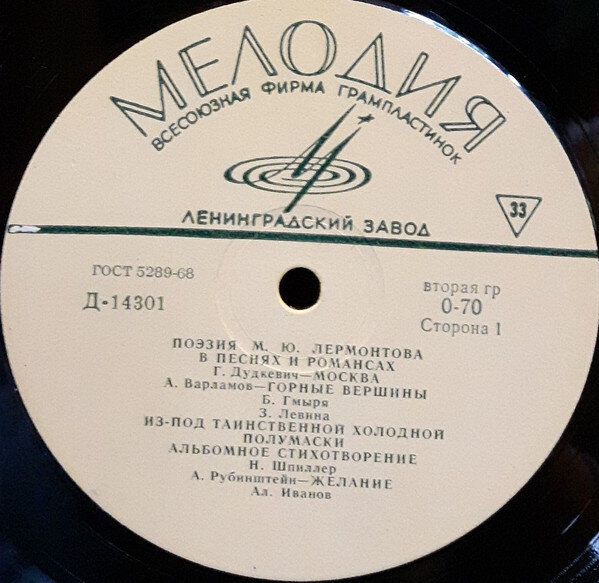 МЕЛОДИЯ
ВСЕСОЮЗНАЯ ФИРМА ГРАМПЛАСТИНОК
ЛЕНИНГРАДСКИЙ ЗАВОД
33
ГОСТ 5289-68
Д-14301
вторая гр
0-70
Сторона 1
ПОЭЗИЯ М. Ю. ЛЕРМОНТОВА
В ПЕСНЯХ И РОМАНСАХ
Г. Дудкевич—МОСКВА
А. Варламов—ГОРНЫЕ ВЕРШИНЫ
Б. Гмыря
З. Левина
ИЗ-ПОД ТАИНСТВЕННОЙ ХОЛОДНОЙ
ПОЛУМАСКИ
АЛЬБОМНОЕ СТИХОТВОРЕНИЕ
Н. Шпиллер
А. Рубинштейн—ЖЕЛАНИЕ
Ал. Иванов